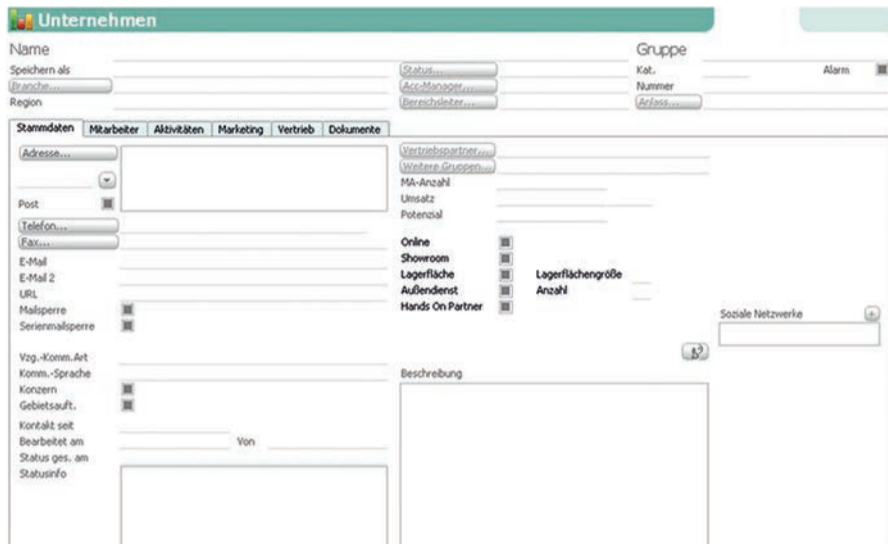 Unternehmen
Name Gruppe
Speichern als Status... Kat. Alarm
Branche... Acc-Manager... Nummer
Region Bereichsleiter... Anlass...
Stammdaten Mitarbeiter Aktivitäten Marketing Vertrieb Dokumente
Adresse... Vertriebspartner...
Weitere Gruppen...
MA-Anzahl
Post Umsatz
Potenzial
Telefon...
Fax... Online
E-Mail Showroom
E-Mail 2 Lagerfläche Lagerflächengröße
URL Außendienst Anzahl
Mailsperre Hands On Partner Soziale Netzwerke
Serienmailsperre
Vzg.-Komm.Art
Komm.-Sprache Beschreibung
Konzern
Gebietsauft.
Kontakt seit
Bearbeitet am Von
Status ges. am
Statusinfo